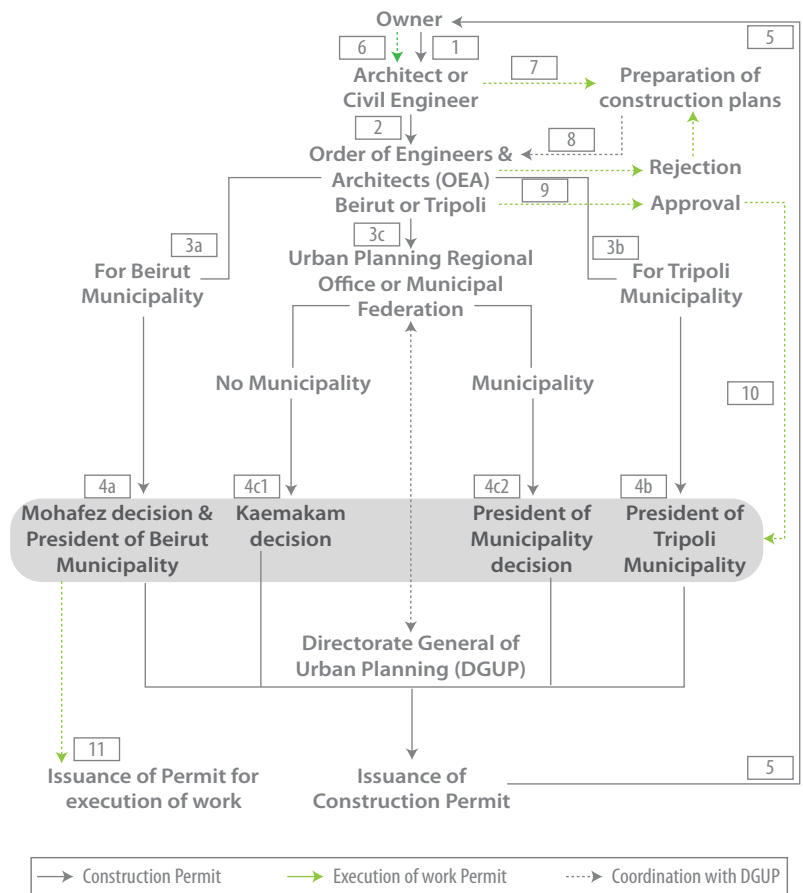 Owner
5
6
1
7
Architect or
Civil Engineer
Preparation of
construction plans
2
8
Order of Engineers &
Architects (OEA)
Beirut or Tripoli
Rejection
9
Approval
3a
3c
3b
For Beirut
Municipality
Urban Planning Regional
Office or Municipal
Federation
For Tripoli
Municipality
No Municipality
Municipality
10
4a
4c1
4c2
4b
Mohafez decision &
President of Beirut
Municipality
Kaemakam
decision
President of
Municipality
decision
President of
Tripoli
Municipality
Directorate General of
Urban Planning (DGUP)
11
5
Issuance of Permit for
execution of work
Issuance of
Construction Permit
Construction Permit
Execution of work Permit
Coordination with DGUP